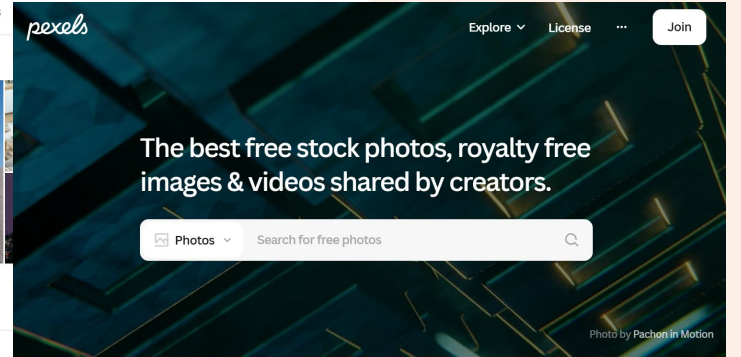 pexels
Explore
License
...
Join
The best free stock photos, royalty free
images & videos shared by creators.
Photos
Search for free photos
Photo by Pachon in Motion